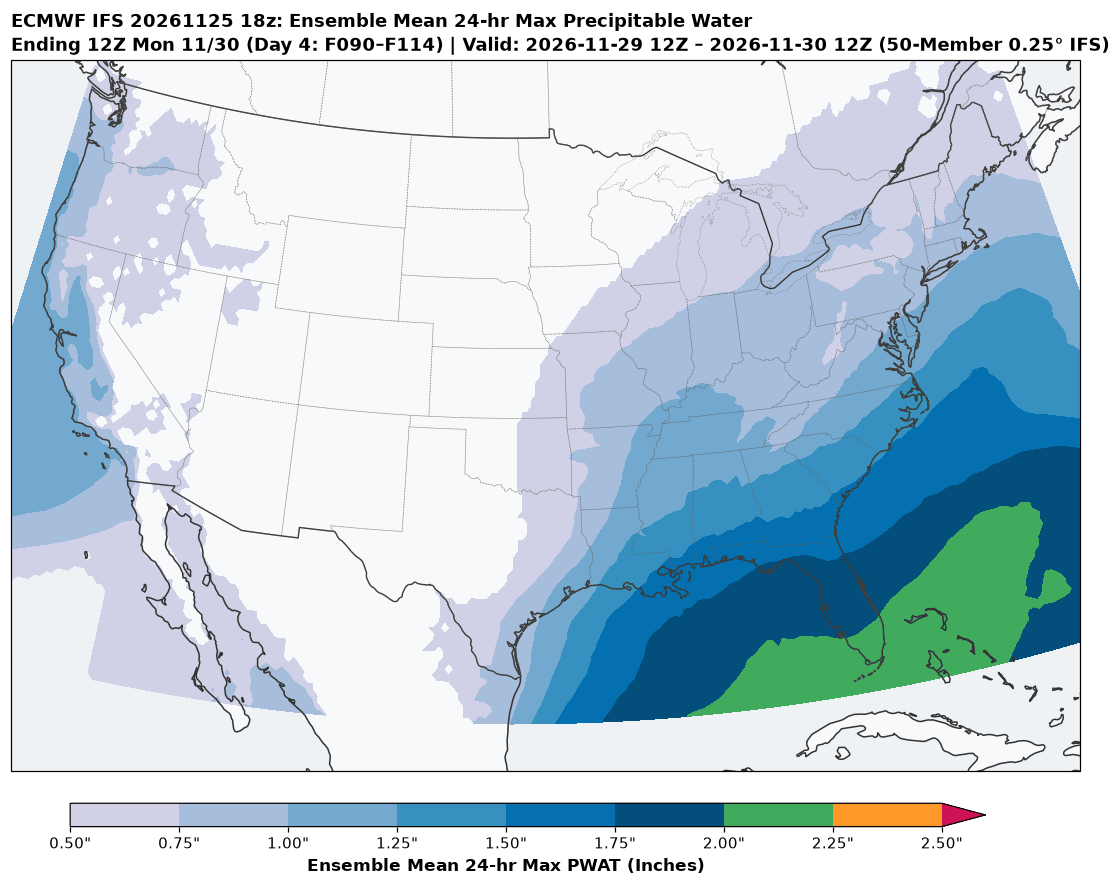 ECMWF IFS 20261125 18z: Ensemble Mean 24-hr Max Precipitable Water
Ending 12Z Mon 11/30 (Day 4: F090–F114) | Valid: 2026-11-29 12Z – 2026-11-30 12Z (50-Member 0.25° IFS)
0.50" 0.75" 1.00" 1.25" 1.50" 1.75" 2.00" 2.25" 2.50"
Ensemble Mean 24-hr Max PWAT (Inches)